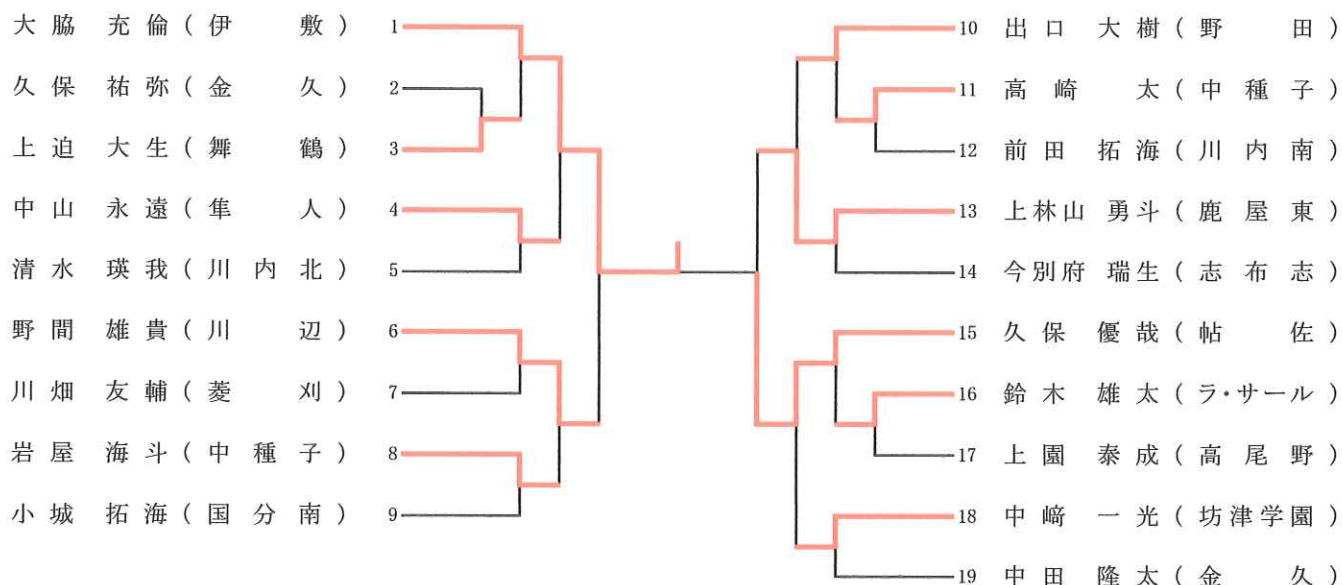 大脇 充倫(伊敷) 1
久保 祐弥(金久) 2
上迫 大生(舞鶴) 3
中山 永遠(隼人) 4
清水 瑛我(川内北) 5
野間 雄貴(川辺) 6
川畑 友輔(菱刈) 7
岩屋 海斗(中種子) 8
小城 拓海(国分南) 9
10 出口 大樹(野田)
11 高崎 太(中種子)
12 前田 拓海(川内南)
13 上林山 勇斗(鹿屋東)
14 今別府 瑞生(志布志)
15 久保 優哉(帖佐)
16 鈴木 雄太(ラ・サール)
17 上園 泰成(高尾野)
18 中﨑 一光(坊津学園)
19 中田 隆太(金久)